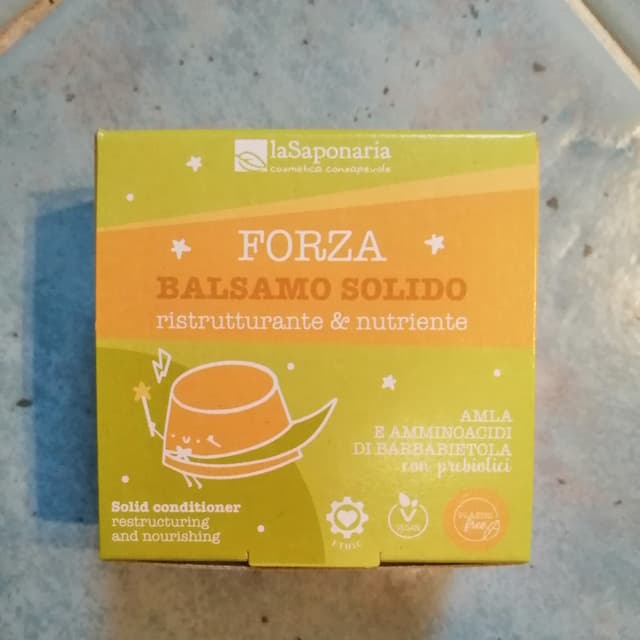 laSaponaria
cosmetica consapevole
FORZA
BALSAMO SOLIDO
ristrutturante & nutriente
AMLA
E AMMINOACIDI
DI BARBABIETOLA
con prebiotici
Solid conditioner
restructuring
and nourishing
ETHIC
VEGAN
PLASTIC
free